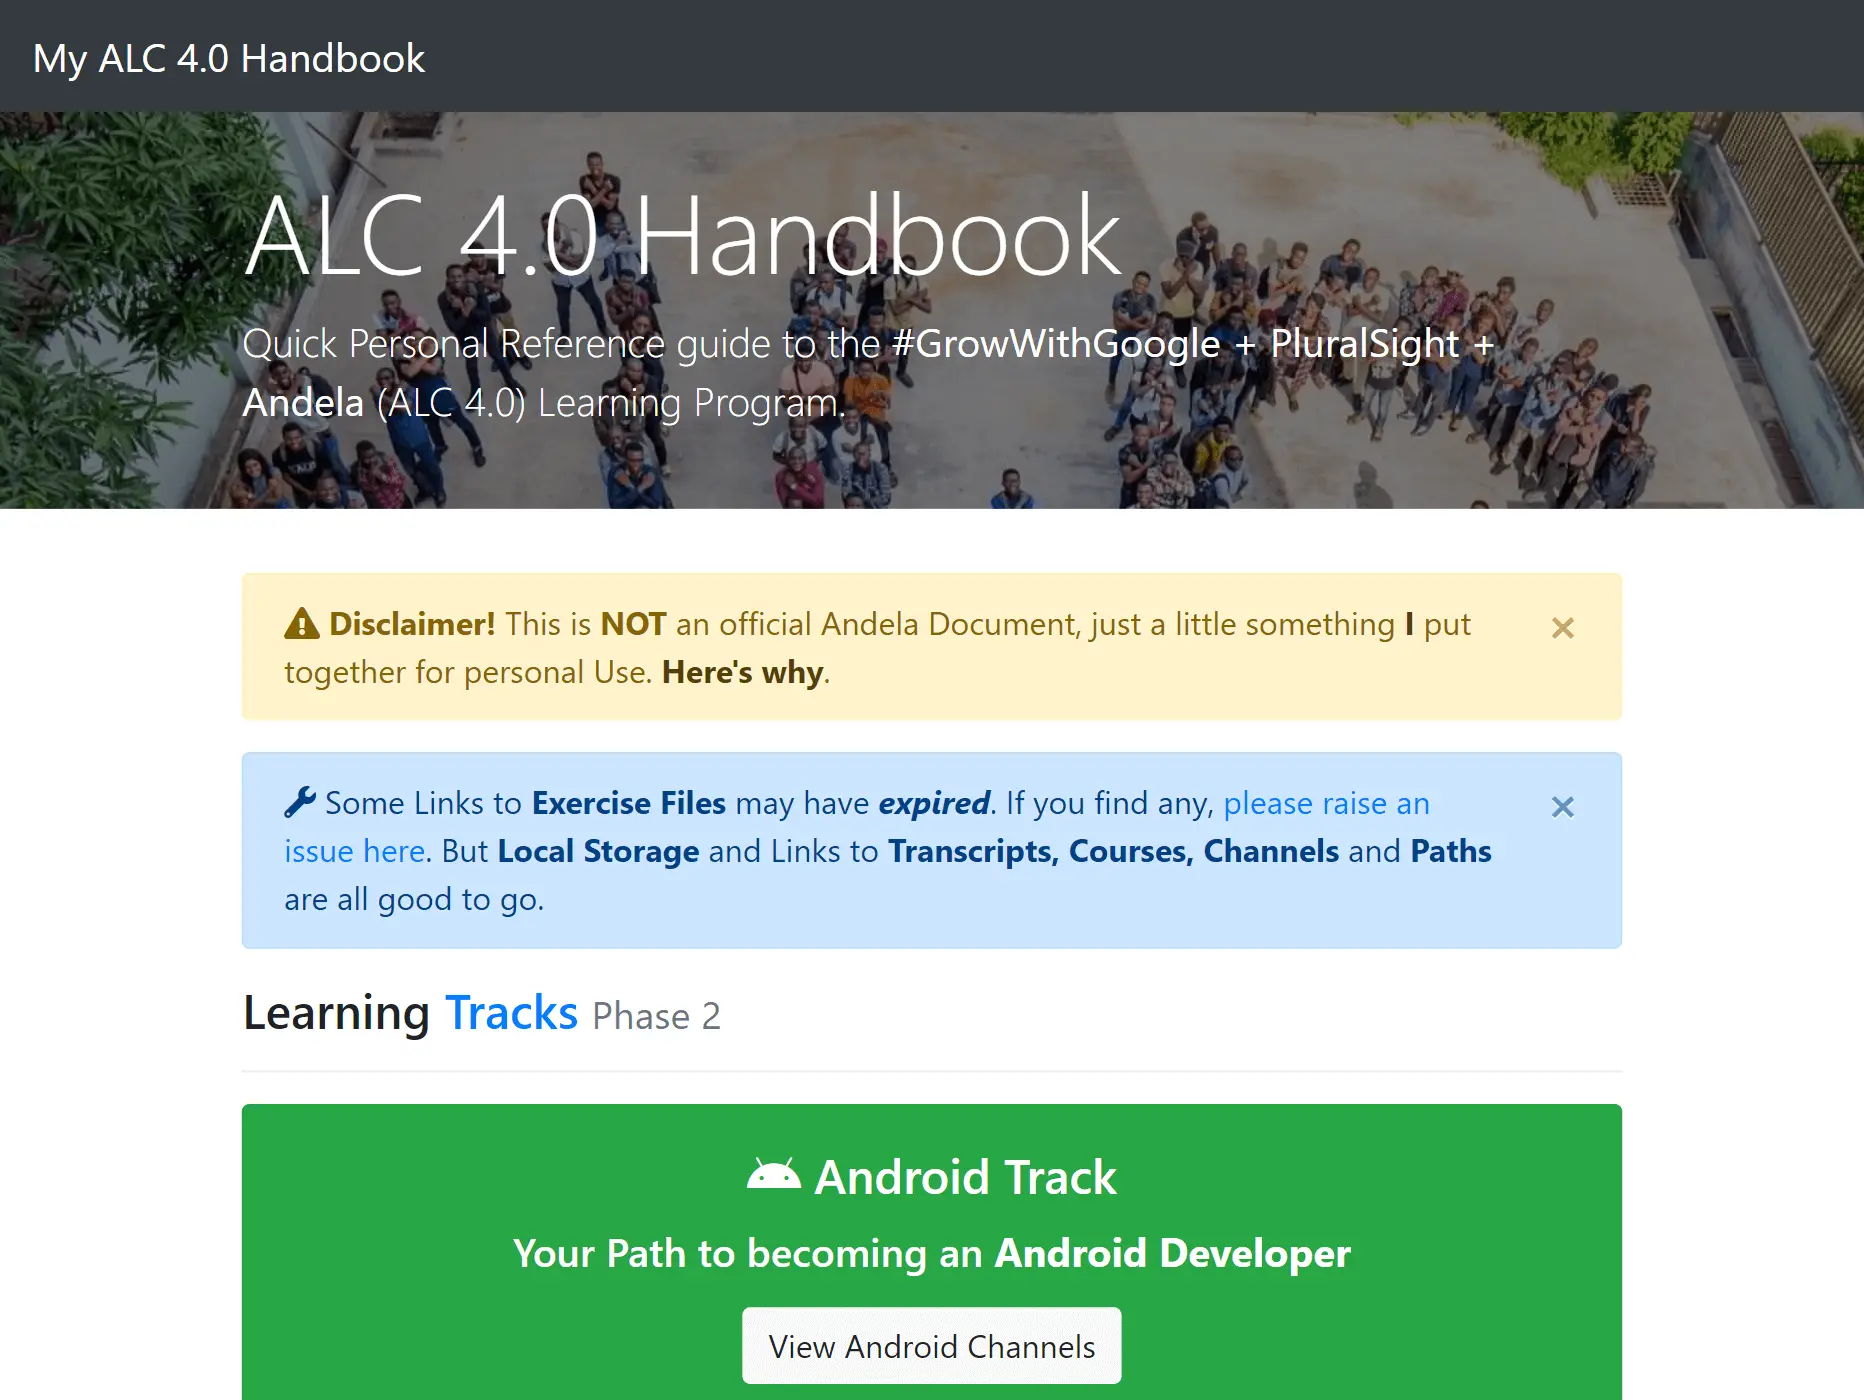 My ALC 4.0 Handbook
ALC 4.0 Handbook
Quick Personal Reference guide to the #GrowWithGoogle + PluralSight +
Andela (ALC 4.0) Learning Program.
Disclaimer! This is NOT an official Andela Document, just a little something I put
together for personal Use. Here's why.
×
Some Links to Exercise Files may have expired. If you find any, please raise an
issue here. But Local Storage and Links to Transcripts, Courses, Channels and Paths
are all good to go.
×
Learning Tracks Phase 2
Android Track
Your Path to becoming an Android Developer
View Android Channels